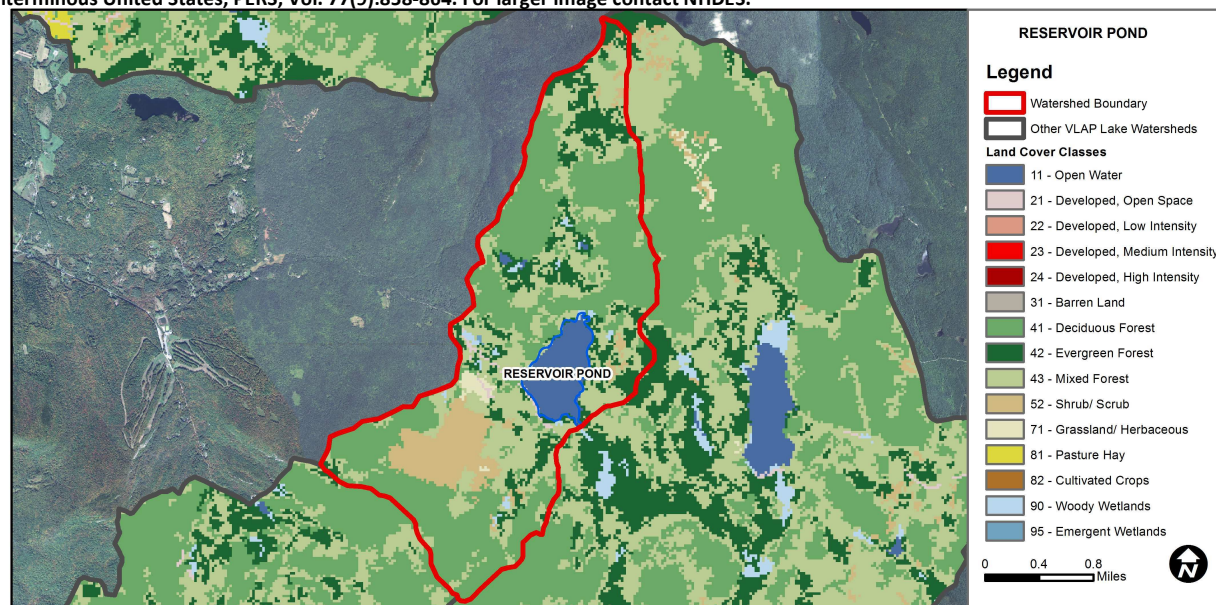 nterminous United States, PERS, Vol. 77(9):858-864. For larger image contact NHDES.
RESERVOIR POND
RESERVOIR POND
Legend
Watershed Boundary
Other VLAP Lake Watersheds
Land Cover Classes
11 - Open Water
21 - Developed, Open Space
22 - Developed, Low Intensity
23 - Developed, Medium Intensity
24 - Developed, High Intensity
31 - Barren Land
41 - Deciduous Forest
42 - Evergreen Forest
43 - Mixed Forest
52 - Shrub/ Scrub
71 - Grassland/ Herbaceous
81 - Pasture Hay
82 - Cultivated Crops
90 - Woody Wetlands
95 - Emergent Wetlands
0 0.4 0.8
Miles
N